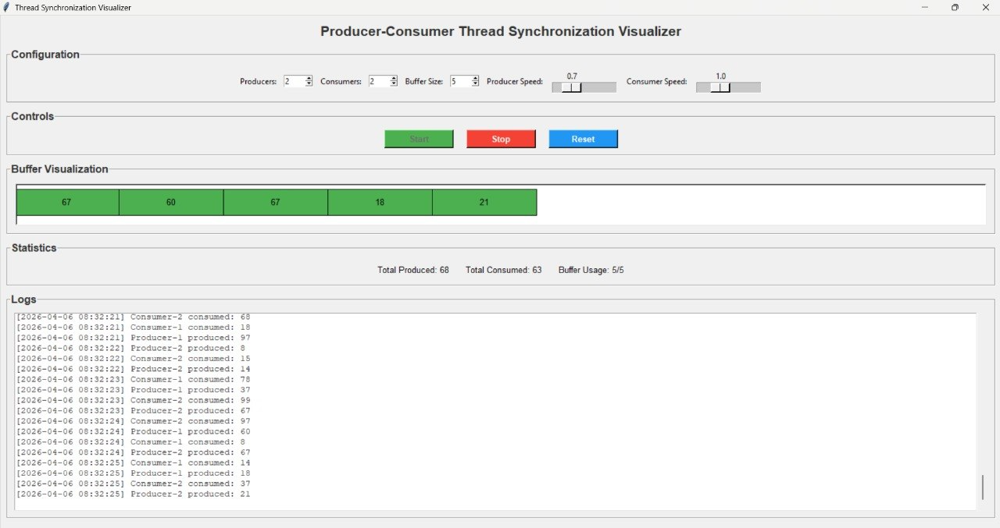 Thread Synchronization Visualizer
Producer-Consumer Thread Synchronization Visualizer
Configuration
Producers: 2 Consumers: 2 Buffer Size: 5 Producer Speed: 0.7 Consumer Speed: 1.0
Controls
Start Stop Reset
Buffer Visualization
67 60 67 18 21
Statistics
Total Produced: 68 Total Consumed: 63 Buffer Usage: 5/5
Logs
[2026-04-06 08:32:21] Consumer-2 consumed: 68
[2026-04-06 08:32:21] Consumer-1 consumed: 18
[2026-04-06 08:32:21] Producer-1 produced: 97
[2026-04-06 08:32:22] Producer-2 produced: 8
[2026-04-06 08:32:22] Consumer-2 consumed: 15
[2026-04-06 08:32:22] Producer-2 produced: 14
[2026-04-06 08:32:23] Consumer-1 consumed: 78
[2026-04-06 08:32:23] Producer-1 produced: 37
[2026-04-06 08:32:23] Consumer-2 consumed: 99
[2026-04-06 08:32:23] Producer-2 produced: 67
[2026-04-06 08:32:24] Consumer-2 consumed: 97
[2026-04-06 08:32:24] Producer-1 produced: 60
[2026-04-06 08:32:24] Consumer-1 consumed: 8
[2026-04-06 08:32:24] Producer-2 produced: 67
[2026-04-06 08:32:25] Consumer-1 consumed: 14
[2026-04-06 08:32:25] Producer-1 produced: 18
[2026-04-06 08:32:25] Consumer-2 consumed: 37
[2026-04-06 08:32:25] Producer-2 produced: 21